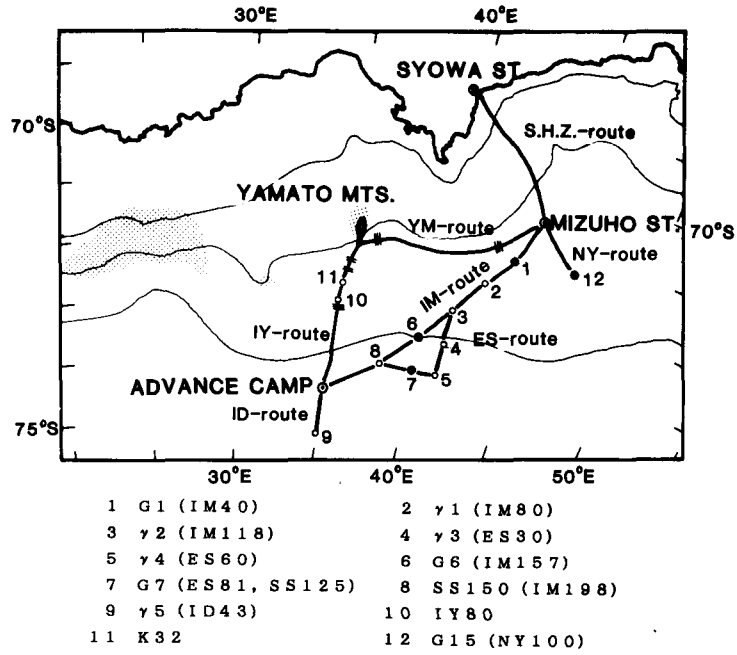 30°E 40°E
SYOWA ST.
70°S
S.H.Z.-route
YAMATO MTS.
YM-route
MIZUHO ST. 70°S
NY-route
12
11
10
IM-route
1
2
3
IY-route
6
4
ES-route
8
7
5
ADVANCE CAMP
ID-route
9
75°S
30°E 40°E 50°E
1 G1 (IM40) 2 γ1 (IM80)
3 γ2 (IM118) 4 γ3 (ES30)
5 γ4 (ES60) 6 G6 (IM157)
7 G7 (ES81, SS125) 8 SS150 (IM198)
9 γ5 (ID43) 10 IY80
11 K32 12 G15 (NY100)